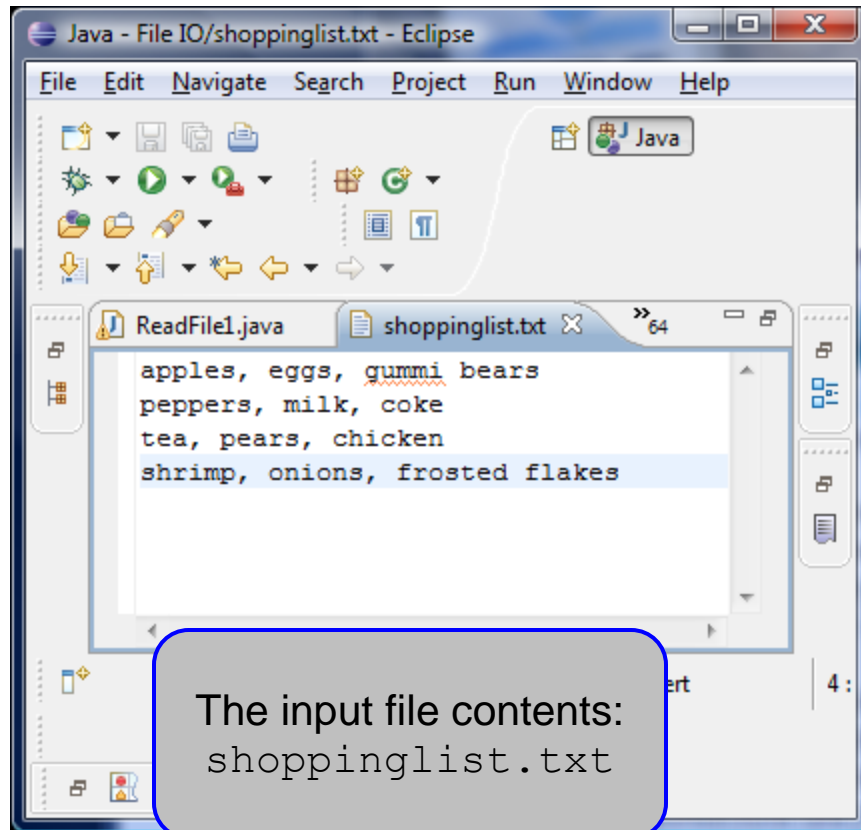 Java - File IO/shoppinglist.txt - Eclipse
File Edit Navigate Search Project Run Window Help
Java
ReadFile1.java shoppinglist.txt »64
apples, eggs, gummi bears
peppers, milk, coke
tea, pears, chicken
shrimp, onions, frosted flakes
4 :
The input file contents:
shoppinglist.txt